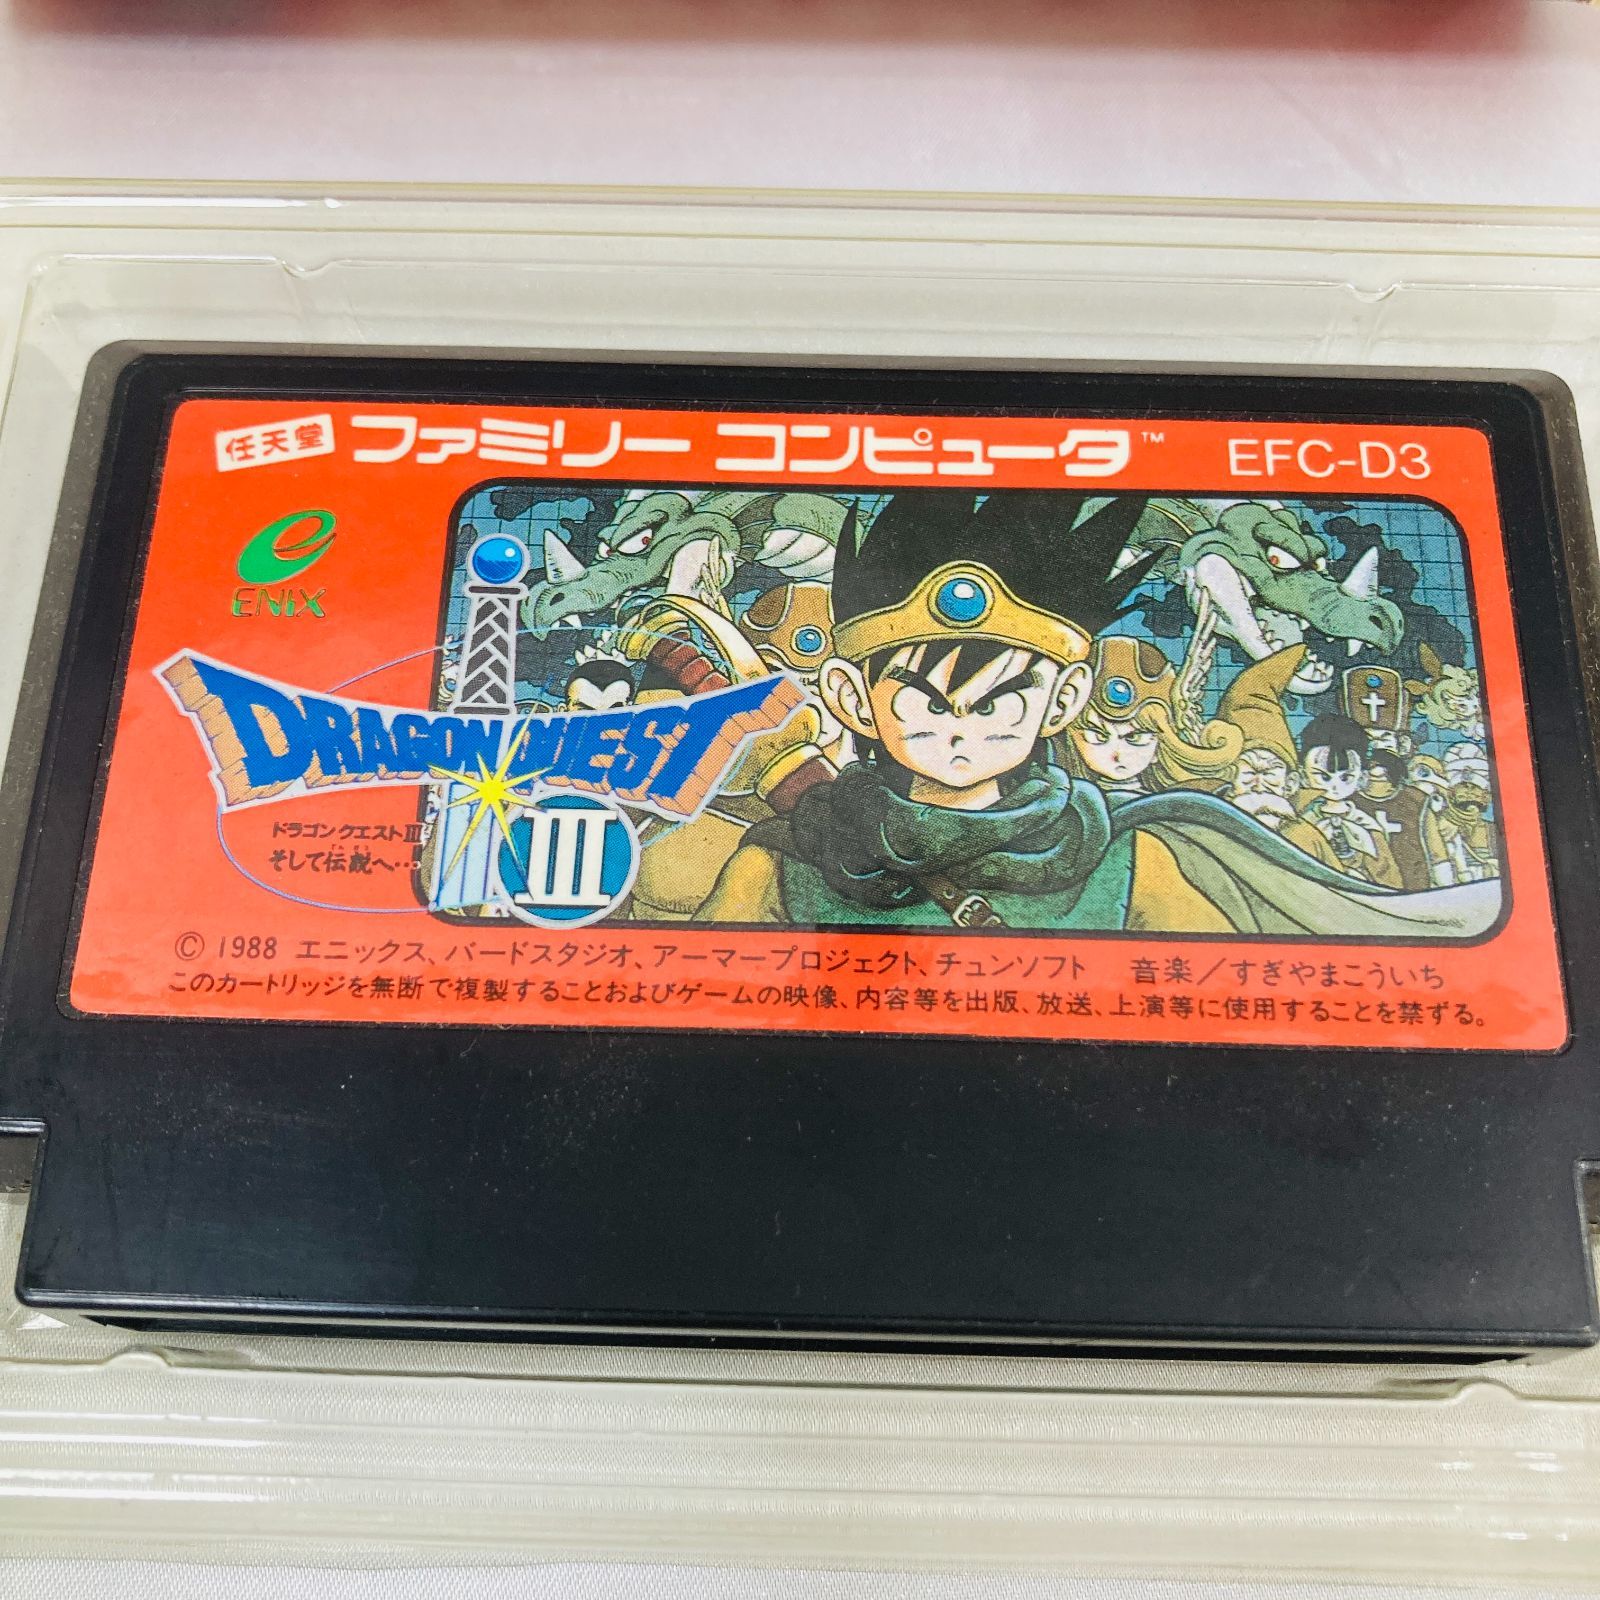 任天堂 ファミリー コンピュータ™ EFC-D3
ENIX
DRAGON QUEST
III
ドラゴンクエストIII
そして伝説へ…
© 1988 エニックス、バードスタジオ、アーマープロジェクト、チュンソフト 音楽／すぎやまこういち
このカートリッジを無断で複製することおよびゲームの映像、内容等を出版、放送、上演等に使用することを禁ずる。